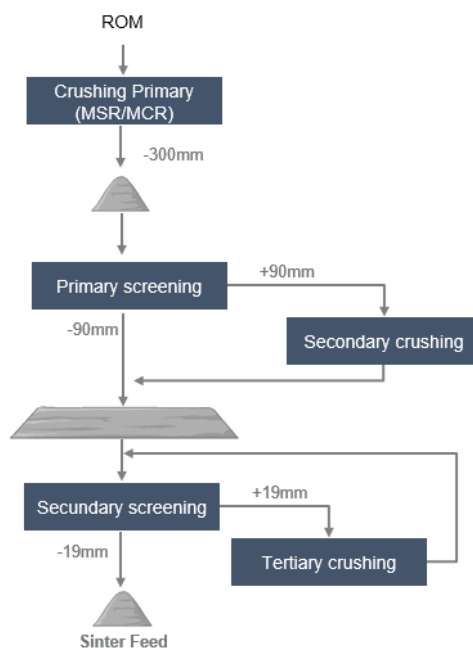 ROM
Crushing Primary
(MSR/MCR)
-300mm
Primary screening
+90mm
-90mm
Secondary crushing
Secundary screening
+19mm
-19mm
Tertiary crushing
Sinter Feed